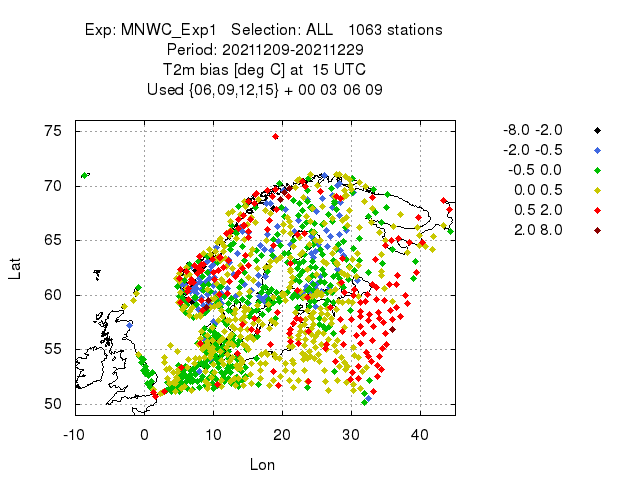 Exp: MNWC_Exp1 Selection: ALL 1063 stations
Period: 20211209-20211229
T2m bias [deg C] at 15 UTC
Used {06,09,12,15} + 00 03 06 09
-8.0 -2.0
-2.0 -0.5
-0.5 0.0
0.0 0.5
0.5 2.0
2.0 8.0
Lat
75
70
65
60
55
50
-10 0 10 20 30 40
Lon